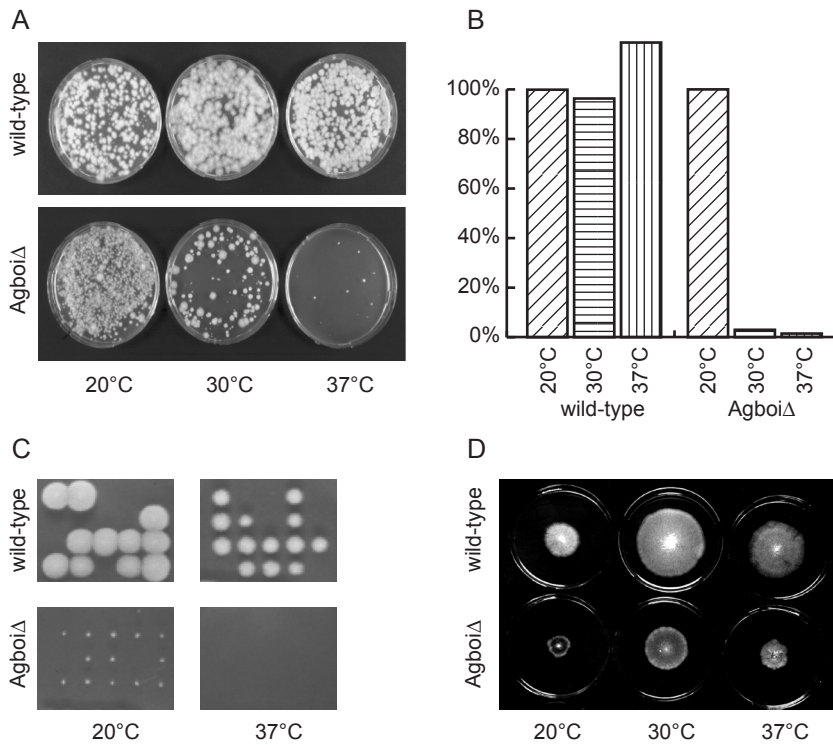 A
wild-type
AgboiΔ
20°C 30°C 37°C
B
100%
80%
60%
40%
20%
0%
20°C 30°C 37°C 20°C 30°C 37°C
wild-type AgboiΔ
C
wild-type
AgboiΔ
20°C 37°C
D
wild-type
AgboiΔ
20°C 30°C 37°C